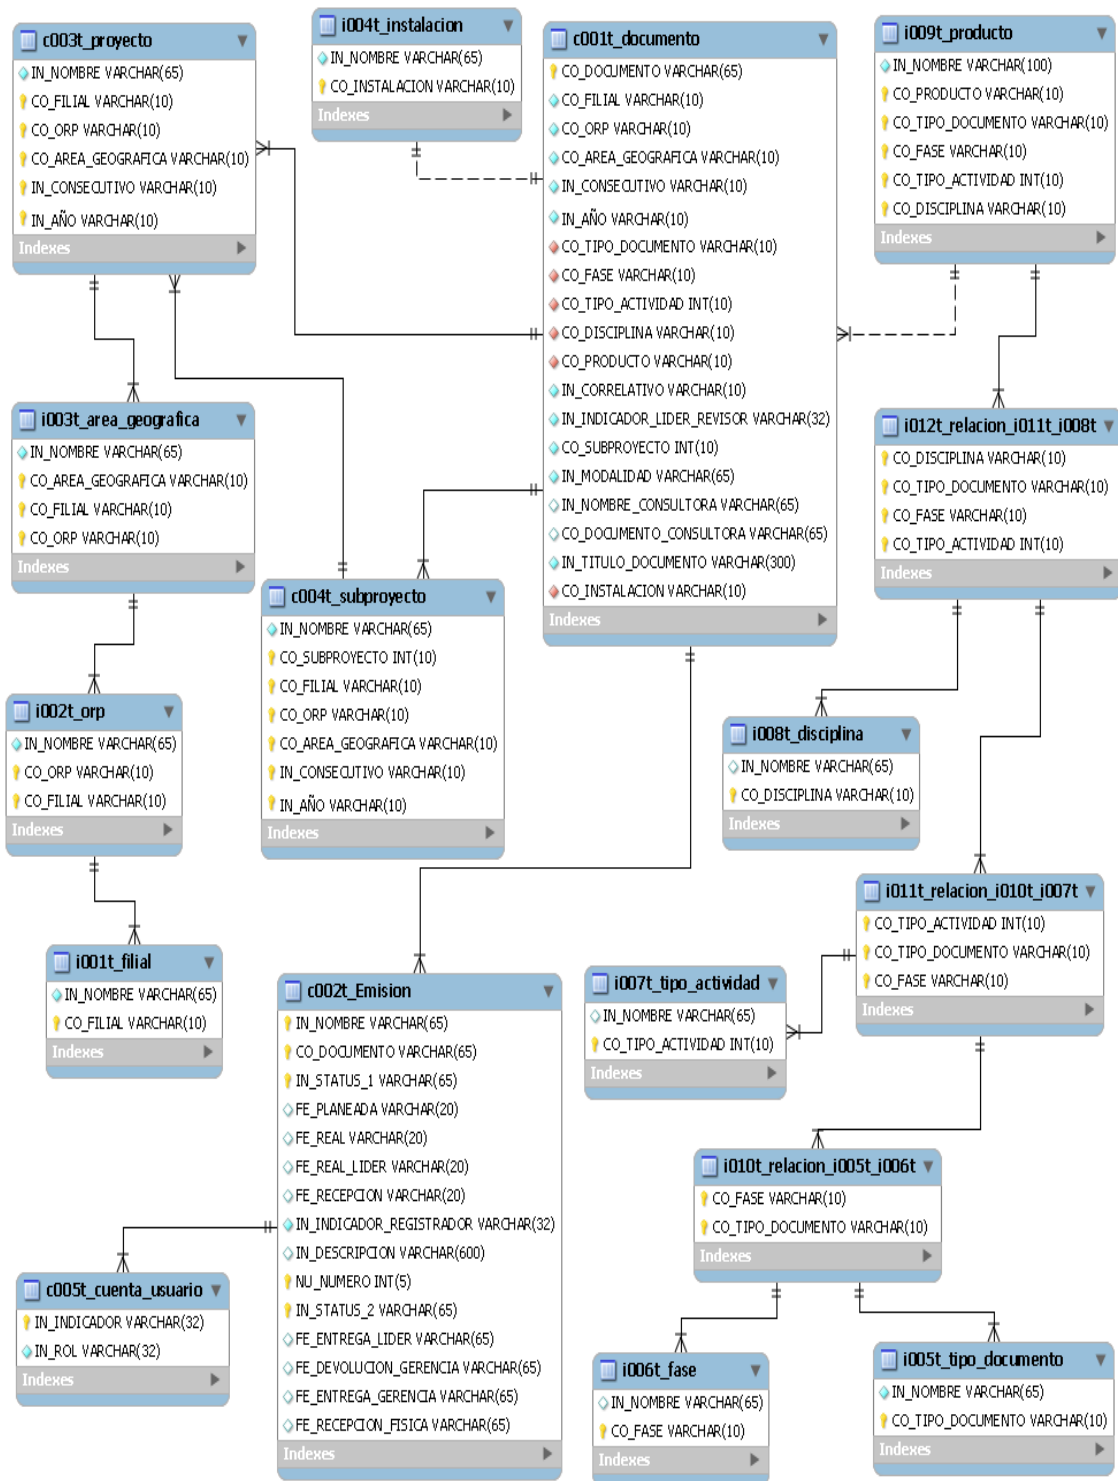 c003t_proyecto
IN_NOMBRE VARCHAR(65)
CO_FILIAL VARCHAR(10)
CO_ORP VARCHAR(10)
CO_AREA_GEOGRAFICA VARCHAR(10)
IN_CONSECUTIVO VARCHAR(10)
IN_AÑO VARCHAR(10)
Indexes
i004t_instalacion
IN_NOMBRE VARCHAR(65)
CO_INSTALACION VARCHAR(10)
Indexes
c001t_documento
CO_DOCUMENTO VARCHAR(65)
CO_FILIAL VARCHAR(10)
CO_ORP VARCHAR(10)
CO_AREA_GEOGRAFICA VARCHAR(10)
IN_CONSECUTIVO VARCHAR(10)
IN_AÑO VARCHAR(10)
CO_TIPO_DOCUMENTO VARCHAR(10)
CO_FASE VARCHAR(10)
CO_TIPO_ACTIVIDAD INT(10)
CO_DISCIPLINA VARCHAR(10)
CO_PRODUCTO VARCHAR(10)
IN_CORRELATIVO VARCHAR(10)
IN_INDICADOR_LIDER_REVISOR VARCHAR(32)
CO_SUBPROYECTO INT(10)
IN_MODALIDAD VARCHAR(65)
IN_NOMBRE_CONSULTORA VARCHAR(65)
CO_DOCUMENTO_CONSULTORA VARCHAR(65)
IN_TITULO_DOCUMENTO VARCHAR(300)
CO_INSTALACION VARCHAR(10)
Indexes
i009t_producto
IN_NOMBRE VARCHAR(100)
CO_PRODUCTO VARCHAR(10)
CO_TIPO_DOCUMENTO VARCHAR(10)
CO_FASE VARCHAR(10)
CO_TIPO_ACTIVIDAD INT(10)
CO_DISCIPLINA VARCHAR(10)
Indexes
i003t_area_geografica
IN_NOMBRE VARCHAR(65)
CO_AREA_GEOGRAFICA VARCHAR(10)
CO_FILIAL VARCHAR(10)
CO_ORP VARCHAR(10)
Indexes
i012t_relacion_i011t_i008t
CO_DISCIPLINA VARCHAR(10)
CO_TIPO_DOCUMENTO VARCHAR(10)
CO_FASE VARCHAR(10)
CO_TIPO_ACTIVIDAD INT(10)
Indexes
c004t_subproyecto
IN_NOMBRE VARCHAR(65)
CO_SUBPROYECTO INT(10)
CO_FILIAL VARCHAR(10)
CO_ORP VARCHAR(10)
CO_AREA_GEOGRAFICA VARCHAR(10)
IN_CONSECUTIVO VARCHAR(10)
IN_AÑO VARCHAR(10)
Indexes
i002t_orp
IN_NOMBRE VARCHAR(65)
CO_ORP VARCHAR(10)
CO_FILIAL VARCHAR(10)
Indexes
i008t_disciplina
IN_NOMBRE VARCHAR(65)
CO_DISCIPLINA VARCHAR(10)
Indexes
i011t_relacion_i010t_i007t
CO_TIPO_ACTIVIDAD INT(10)
CO_TIPO_DOCUMENTO VARCHAR(10)
CO_FASE VARCHAR(10)
Indexes
i001t_filial
IN_NOMBRE VARCHAR(65)
CO_FILIAL VARCHAR(10)
Indexes
c002t_Emision
IN_NOMBRE VARCHAR(65)
CO_DOCUMENTO VARCHAR(65)
IN_STATUS_1 VARCHAR(65)
FE_PLANEADA VARCHAR(20)
FE_REAL VARCHAR(20)
FE_REAL_LIDER VARCHAR(20)
FE_RECEPCION VARCHAR(20)
IN_INDICADOR_REGISTRADOR VARCHAR(32)
IN_DESCRIPCION VARCHAR(600)
NU_NUMERO INT(5)
IN_STATUS_2 VARCHAR(65)
FE_ENTREGA_LIDER VARCHAR(65)
FE_DEVOLUCION_GERENCIA VARCHAR(65)
FE_ENTREGA_GERENCIA VARCHAR(65)
FE_RECEPCION_FISICA VARCHAR(65)
Indexes
i007t_tipo_actividad
IN_NOMBRE VARCHAR(65)
CO_TIPO_ACTIVIDAD INT(10)
Indexes
i010t_relacion_i005t_i006t
CO_FASE VARCHAR(10)
CO_TIPO_DOCUMENTO VARCHAR(10)
Indexes
c005t_cuenta_usuario
IN_INDICADOR VARCHAR(32)
IN_ROL VARCHAR(32)
Indexes
i006t_fase
IN_NOMBRE VARCHAR(65)
CO_FASE VARCHAR(10)
Indexes
i005t_tipo_documento
IN_NOMBRE VARCHAR(65)
CO_TIPO_DOCUMENTO VARCHAR(10)
Indexes